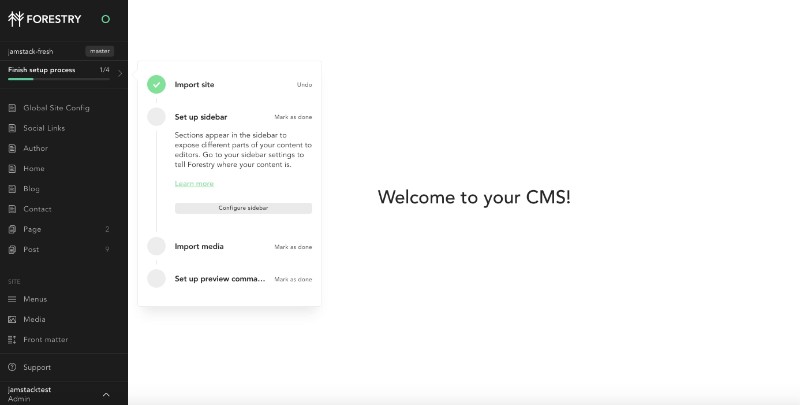 FORESTRY
jamstack-fresh master
Finish setup process 1/4
Global Site Config
Social Links
Author
Home
Blog
Contact
Page 2
Post 9
SITE
Menus
Media
Front matter
Support
jamstacktest
Admin
Import site Undo
Set up sidebar Mark as done
Sections appear in the sidebar to
expose different parts of your content to
editors. Go to your sidebar settings to
tell Forestry where your content is.
Learn more
Configure sidebar
Import media Mark as done
Set up preview comma... Mark as done
Welcome to your CMS!